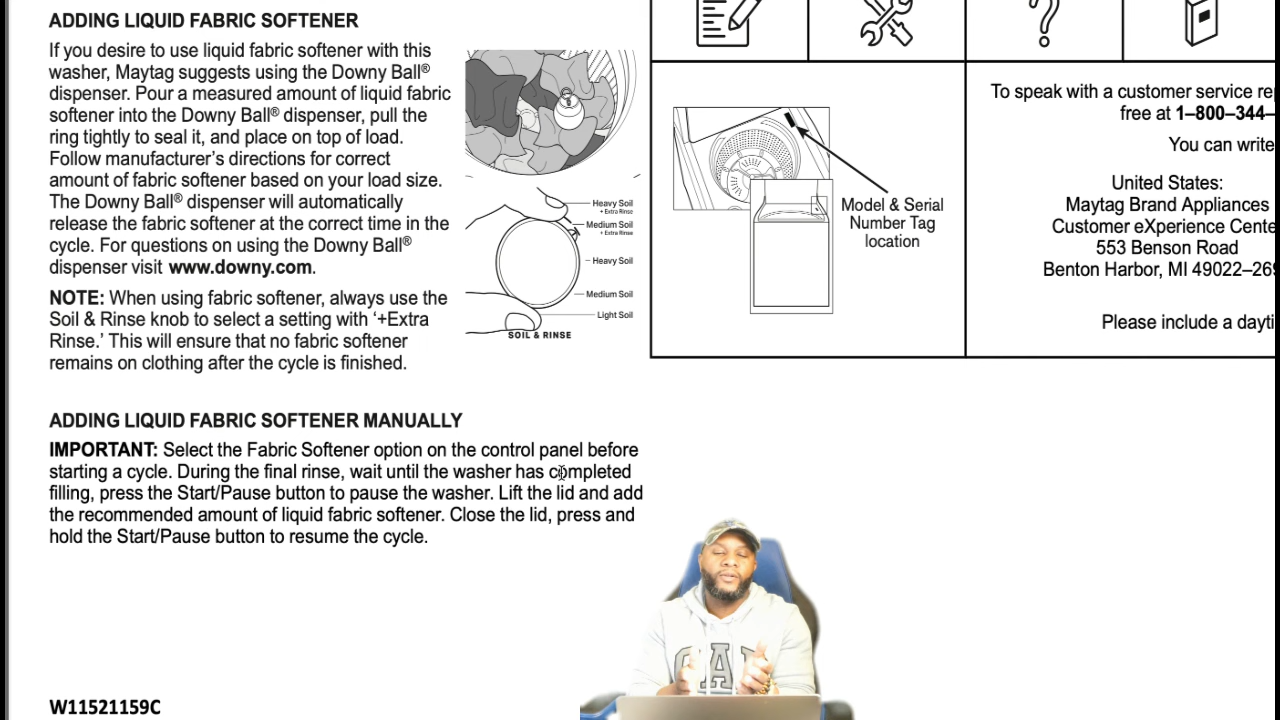 ADDING LIQUID FABRIC SOFTENER
If you desire to use liquid fabric softener with this
washer, Maytag suggests using the Downy Ball®
dispenser. Pour a measured amount of liquid fabric
softener into the Downy Ball® dispenser, pull the
ring tightly to seal it, and place on top of load.
Follow manufacturer's directions for correct
amount of fabric softener based on your load size.
The Downy Ball® dispenser will automatically
release the fabric softener at the correct time in the
cycle. For questions on using the Downy Ball®
dispenser visit www.downy.com.
NOTE: When using fabric softener, always use the
Soil & Rinse knob to select a setting with '+Extra
Rinse.' This will ensure that no fabric softener
remains on clothing after the cycle is finished.
Heavy Soil
+ Extra Rinse
Medium Soil
+ Extra Rinse
Heavy Soil
Medium Soil
Light Soil
SOIL & RINSE
ADDING LIQUID FABRIC SOFTENER MANUALLY
IMPORTANT: Select the Fabric Softener option on the control panel before
starting a cycle. During the final rinse, wait until the washer has completed
filling, press the Start/Pause button to pause the washer. Lift the lid and add
the recommended amount of liquid fabric softener. Close the lid, press and
hold the Start/Pause button to resume the cycle.
W11521159C
Model & Serial
Number Tag
location
To speak with a customer service re
free at 1–800–344–
You can write
United States:
Maytag Brand Appliances
Customer eXperience Cente
553 Benson Road
Benton Harbor, MI 49022–269
Please include a dayti
GAP